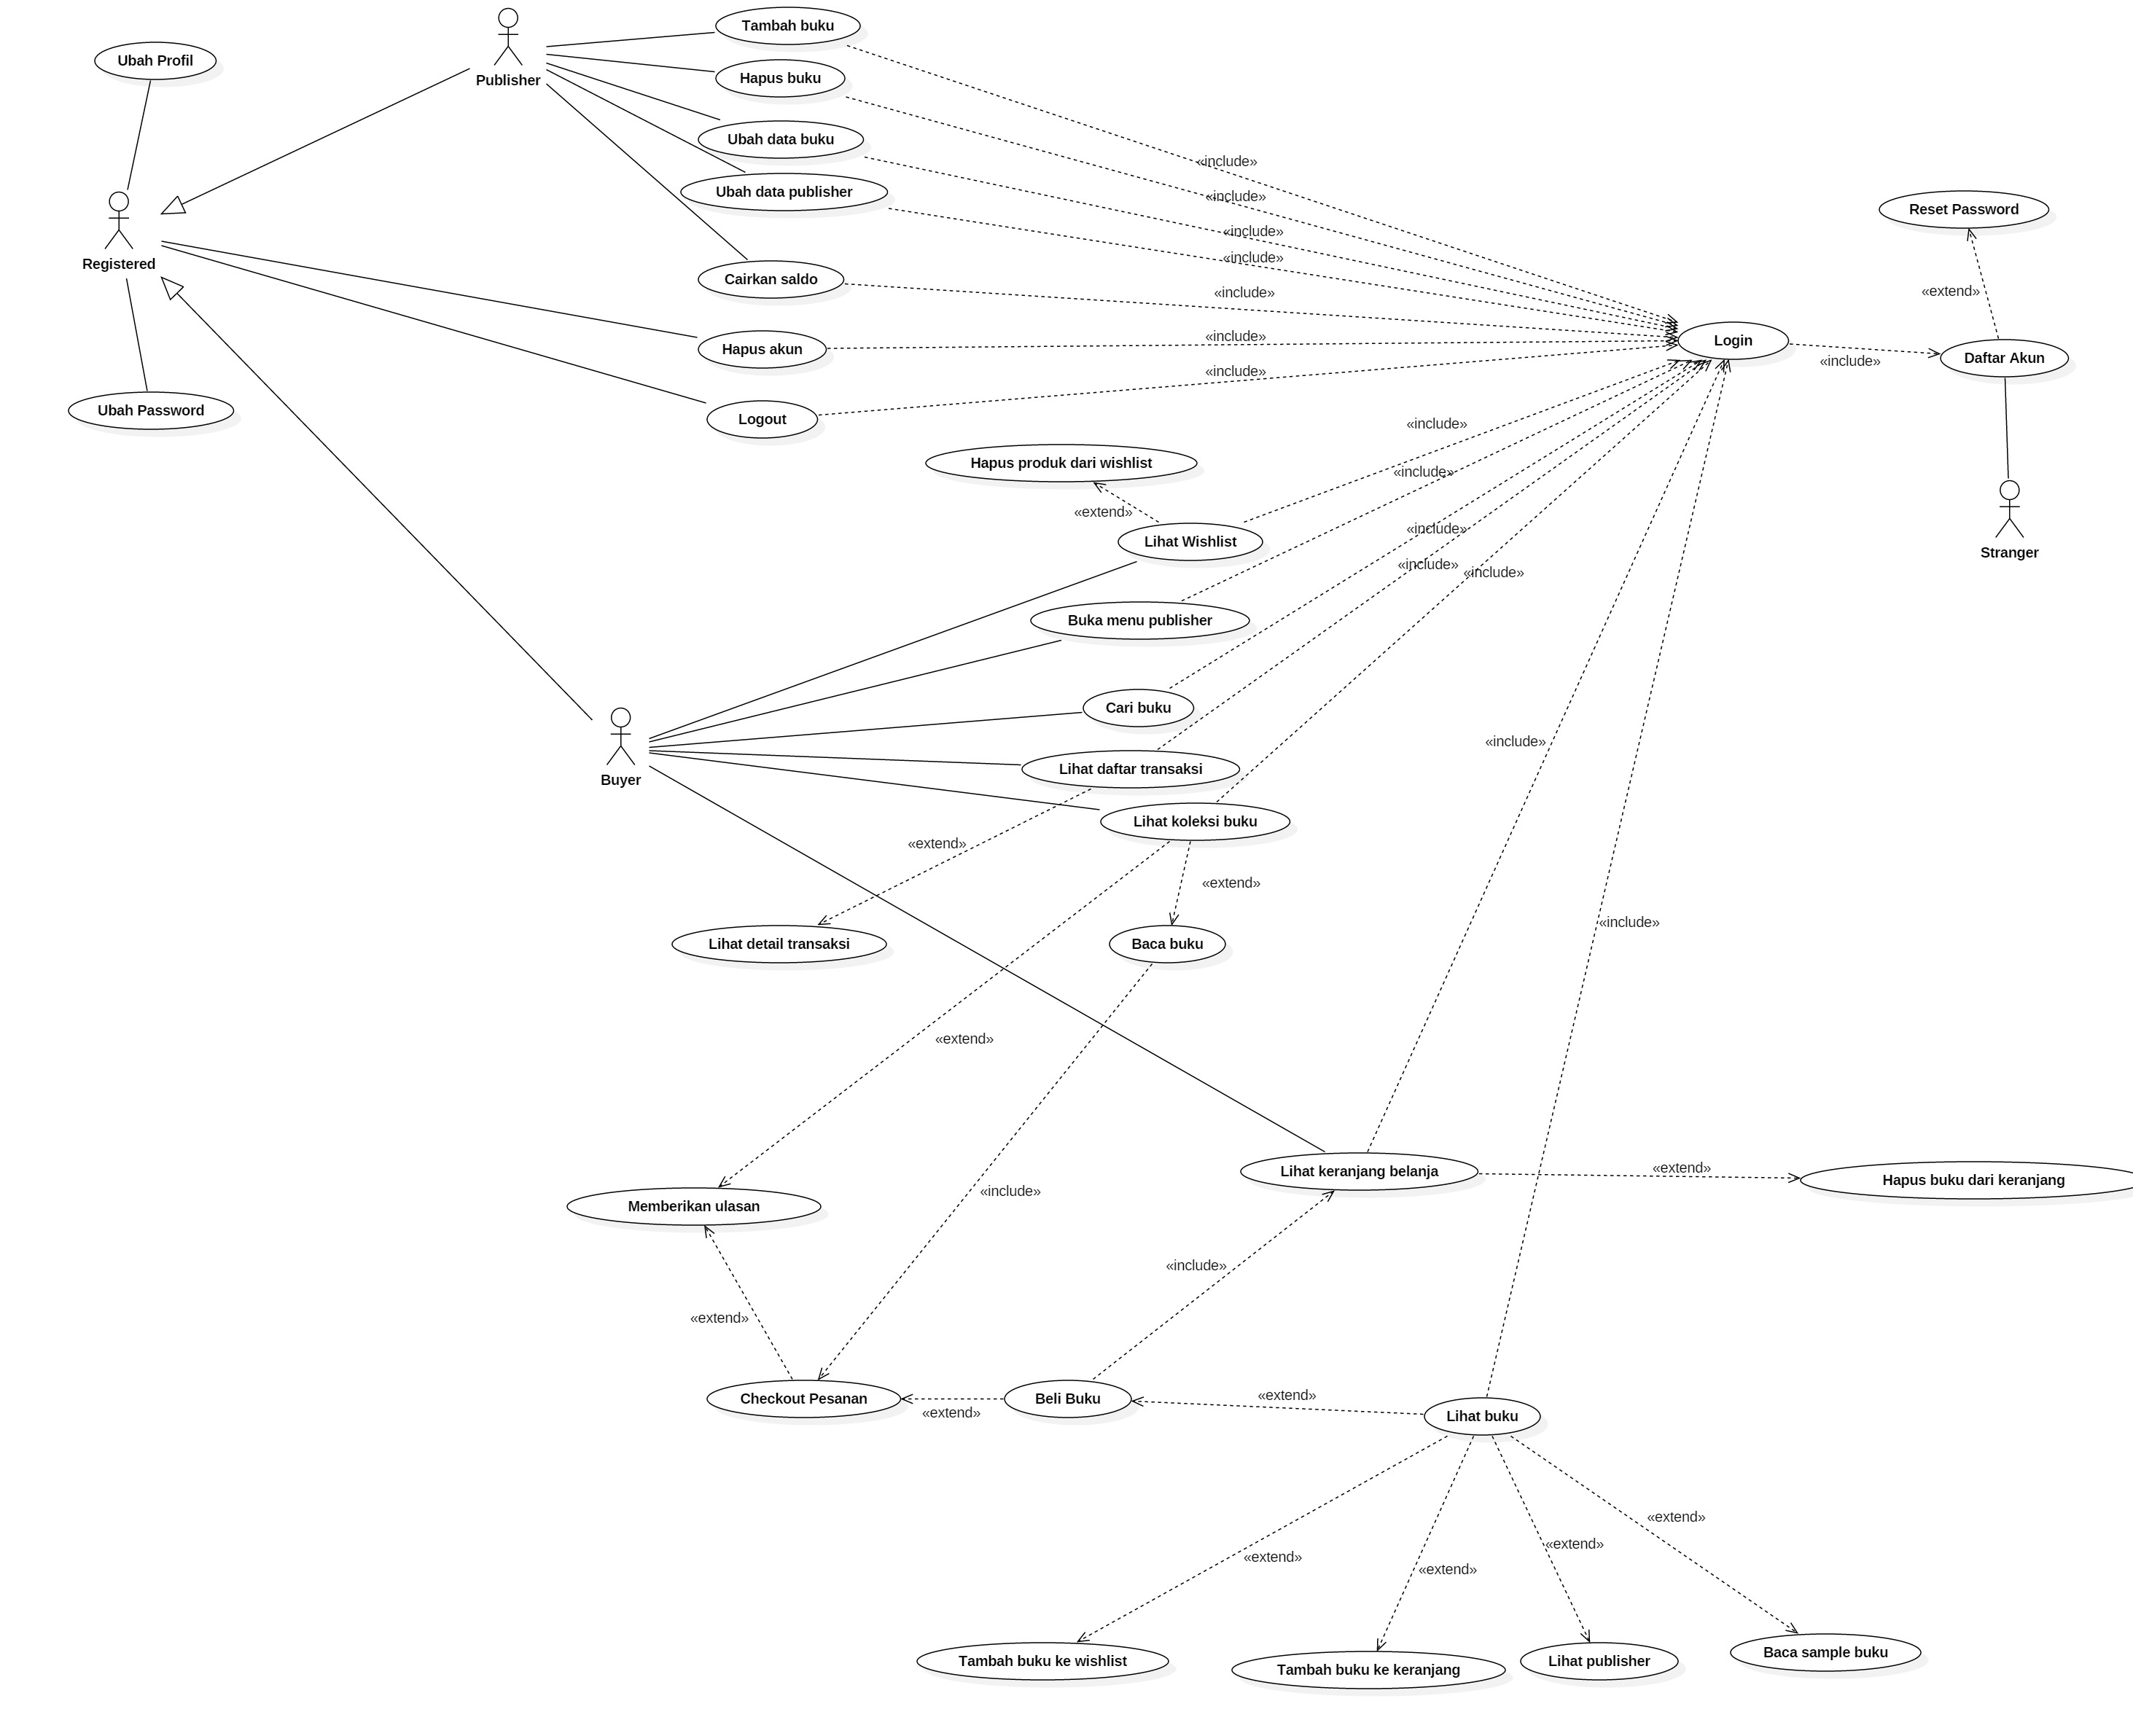 Tambah buku
Ubah Profil
Hapus buku
Publisher
Ubah data buku
«include»
Ubah data publisher
«include»
Reset Password
«include»
«include»
Registered
Cairkan saldo
«include»
«extend»
«include»
Login
Hapus akun
Daftar Akun
«include»
«include»
Ubah Password
Logout
«include»
Hapus produk dari wishlist
«include»
«extend»
«include»
Lihat Wishlist
Stranger
«include»
«include»
Buka menu publisher
Cari buku
«include»
Lihat daftar transaksi
Buyer
Lihat koleksi buku
«extend»
«extend»
«include»
Lihat detail transaksi
Baca buku
«extend»
«extend»
Lihat keranjang belanja
Hapus buku dari keranjang
«include»
Memberikan ulasan
«include»
«extend»
«extend»
Checkout Pesanan
Beli Buku
«extend»
Lihat buku
«extend»
«extend»
«extend»
«extend»
Tambah buku ke wishlist
Tambah buku ke keranjang
Lihat publisher
Baca sample buku